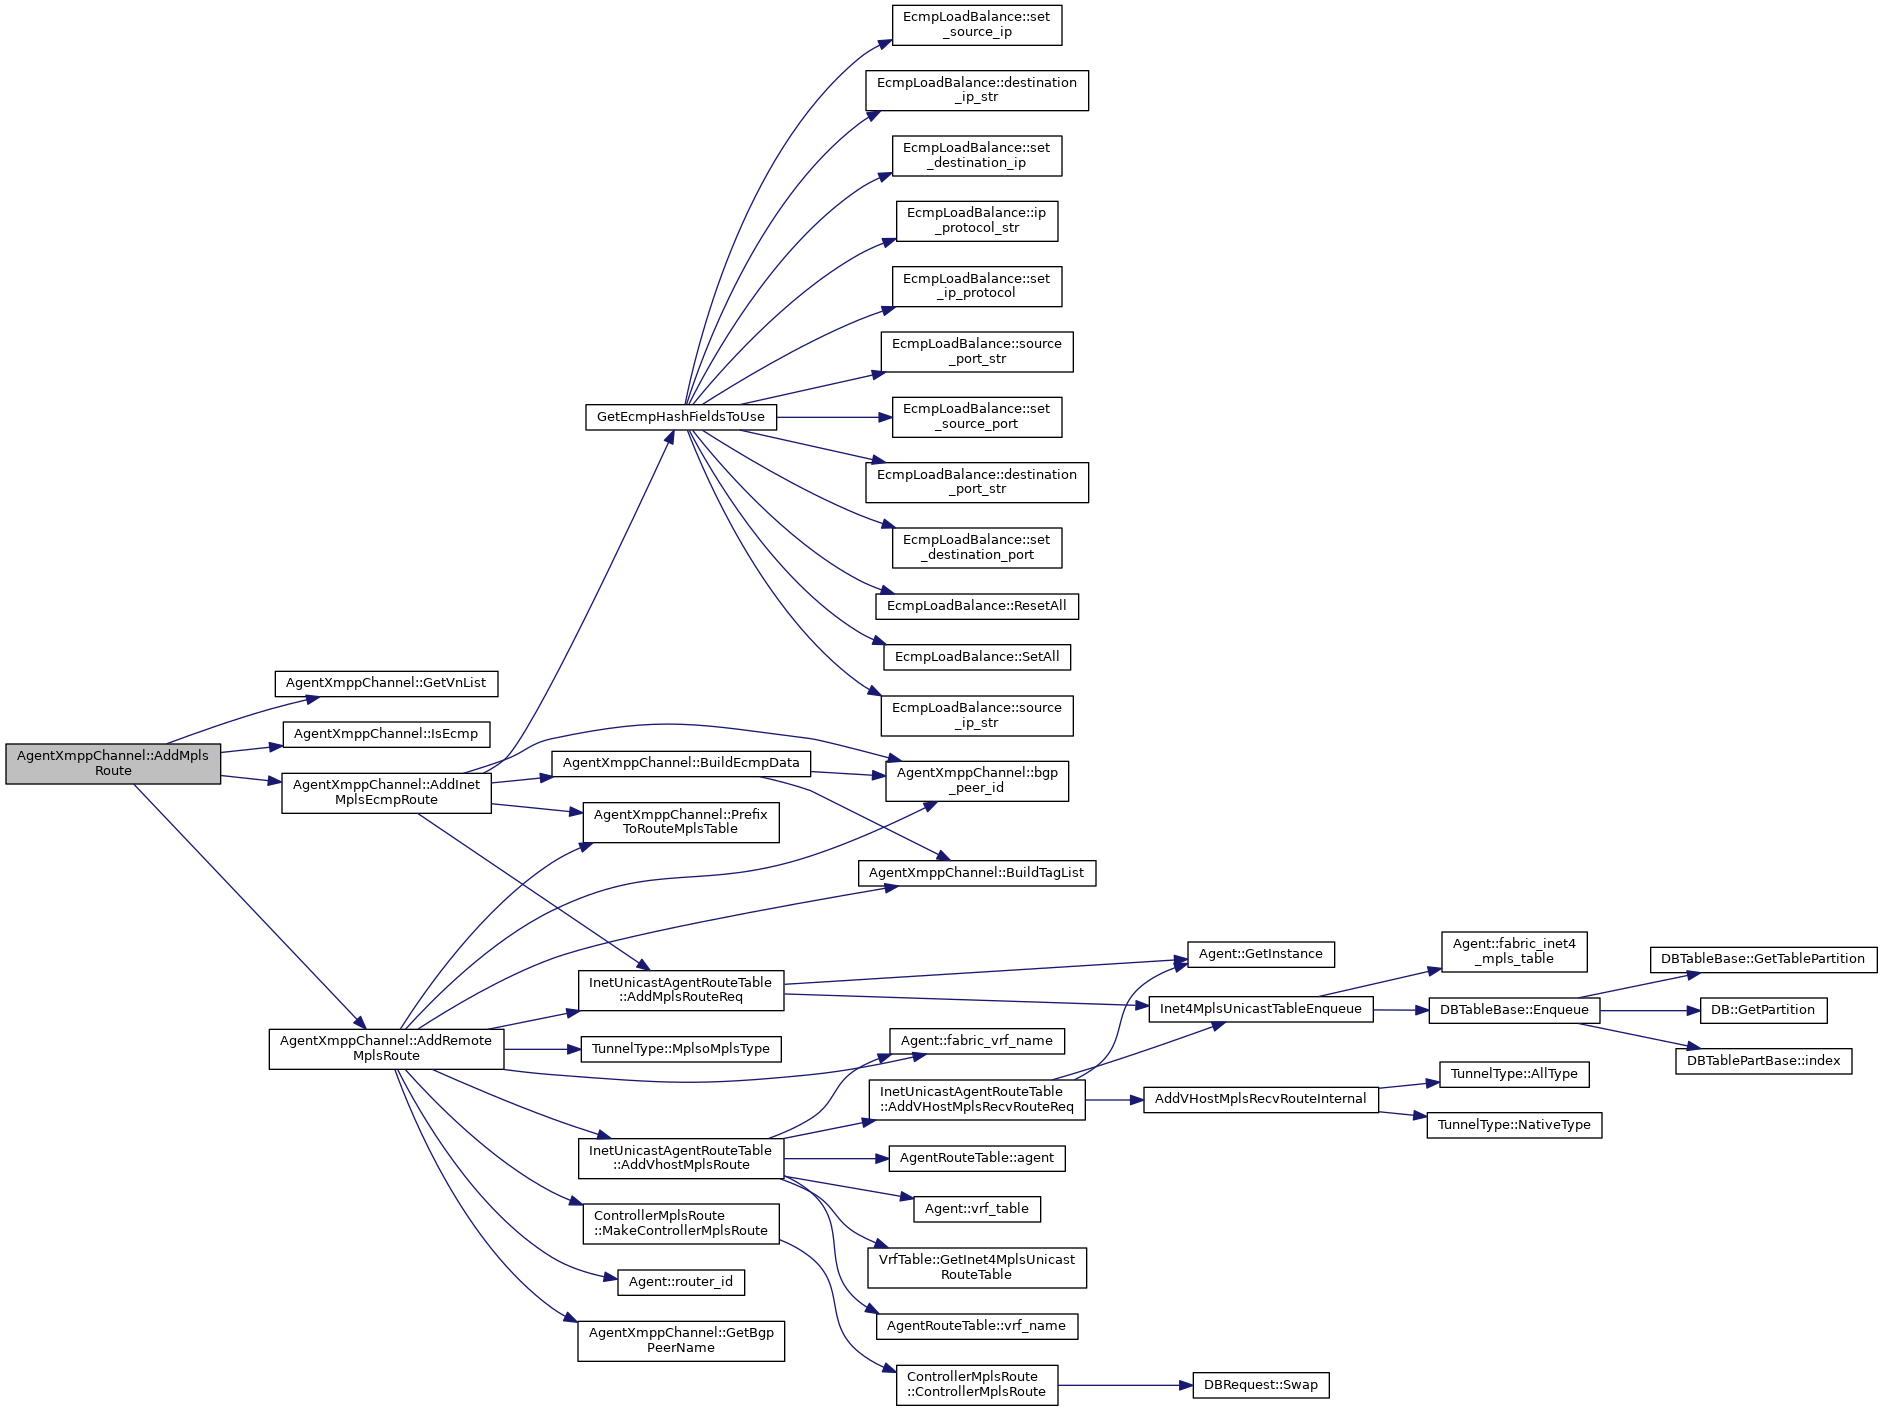 EcmpLoadBalance::set
_source_ip
EcmpLoadBalance::destination
_ip_str
EcmpLoadBalance::set
_destination_ip
EcmpLoadBalance::ip
_protocol_str
EcmpLoadBalance::set
_ip_protocol
EcmpLoadBalance::source
_port_str
GetEcmpHashFieldsToUse
EcmpLoadBalance::set
_source_port
EcmpLoadBalance::destination
_port_str
EcmpLoadBalance::set
_destination_port
EcmpLoadBalance::ResetAll
EcmpLoadBalance::SetAll
EcmpLoadBalance::source
_ip_str
AgentXmppChannel::GetVnList
AgentXmppChannel::IsEcmp
AgentXmppChannel::AddMpls
Route
AgentXmppChannel::AddInet
MplsEcmpRoute
AgentXmppChannel::BuildEcmpData
AgentXmppChannel::bgp
_peer_id
AgentXmppChannel::Prefix
ToRouteMplsTable
AgentXmppChannel::BuildTagList
InetUnicastAgentRouteTable
::AddMplsRouteReq
Agent::GetInstance
Agent::fabric_inet4
_mpls_table
DBTableBase::GetTablePartition
Inet4MplsUnicastTableEnqueue
DBTableBase::Enqueue
DB::GetPartition
DBTablePartBase::index
AgentXmppChannel::AddRemote
MplsRoute
TunnelType::MplsoMplsType
Agent::fabric_vrf_name
InetUnicastAgentRouteTable
::AddVHostMplsRecvRouteReq
AddVHostMplsRecvRouteInternal
TunnelType::AllType
TunnelType::NativeType
InetUnicastAgentRouteTable
::AddVhostMplsRoute
AgentRouteTable::agent
Agent::vrf_table
ControllerMplsRoute
::MakeControllerMplsRoute
VrfTable::GetInet4MplsUnicast
RouteTable
Agent::router_id
AgentRouteTable::vrf_name
AgentXmppChannel::GetBgp
PeerName
ControllerMplsRoute
::ControllerMplsRoute
DBRequest::Swap